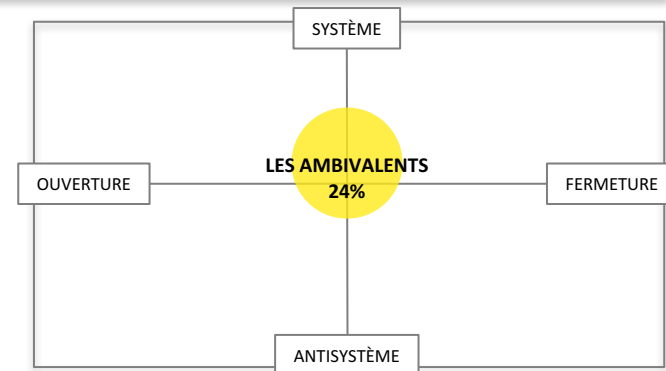 SYSTÈME
LES AMBIVALENTS
24%
OUVERTURE
FERMETURE
ANTISYSTÈME